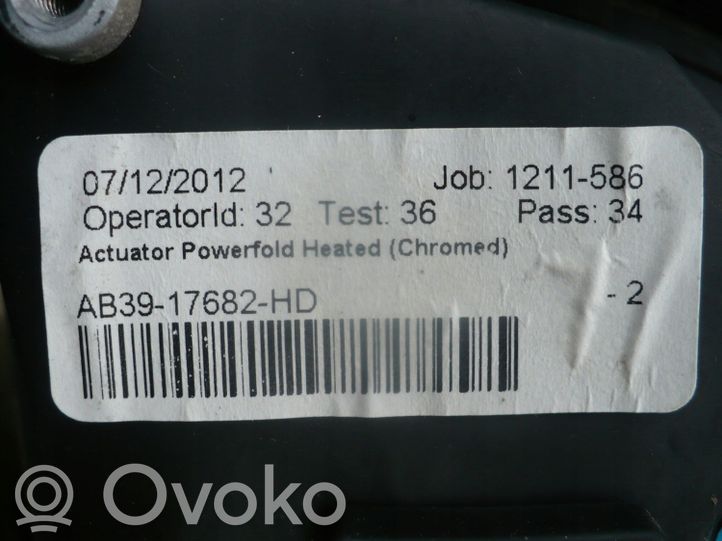 07/12/2012 Job: 1211-586
OperatorId: 32 Test: 36 Pass: 34
Actuator Powerfold Heated (Chromed)
AB39-17682-HD - 2
Ovoko